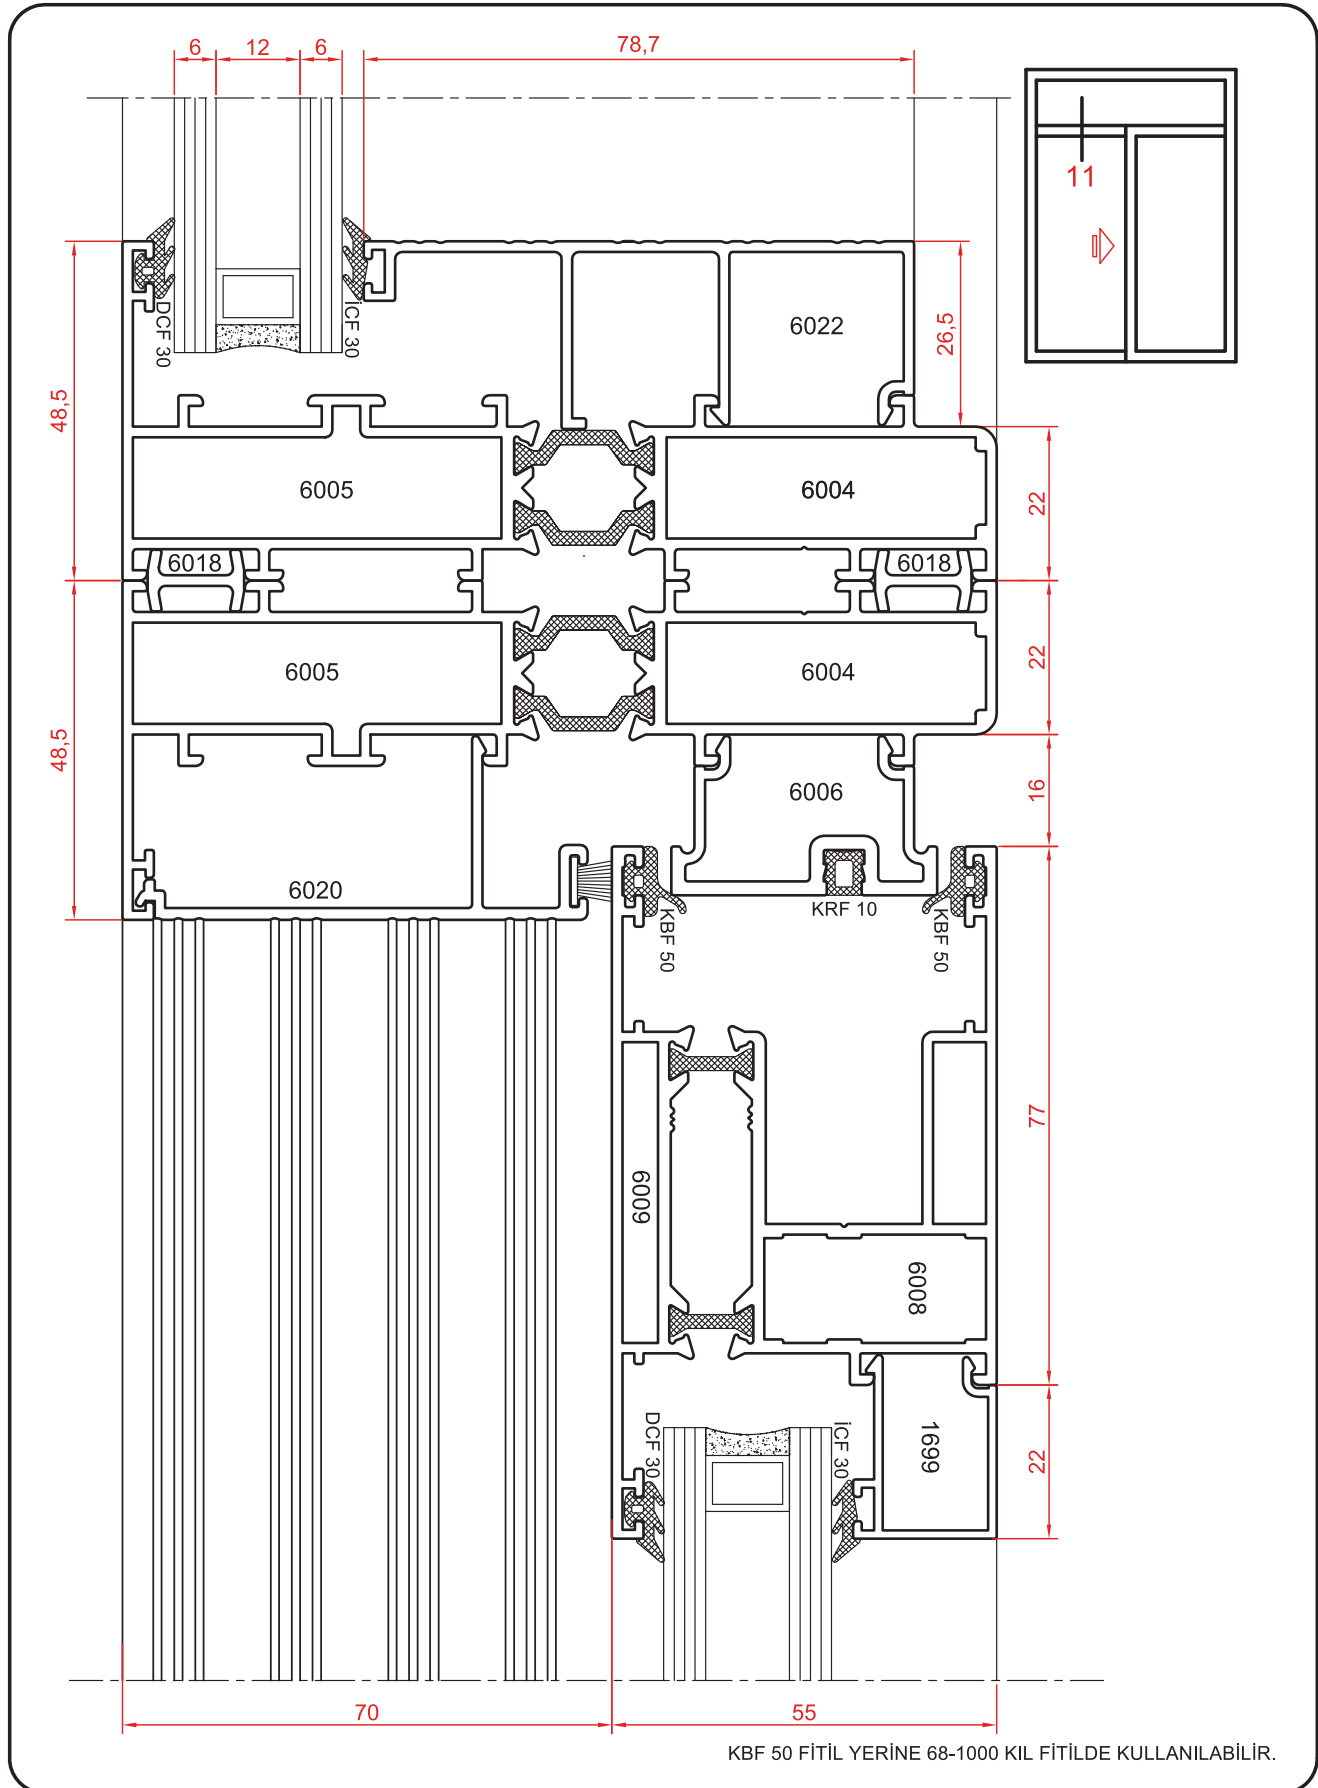 6 12 6 78,7
11
DCF 30
İCF 30
6022
26,5
48,5
6005
6004
22
6018
6018
6005
6004
22
48,5
6006
16
6020
KRF 10
KBF 50
KBF 50
77
6009
6008
DCF 30
İCF 30
1699
22
70
55
KBF 50 FİTİL YERİNE 68-1000 KIL FİTİLDE KULLANILABİLİR.